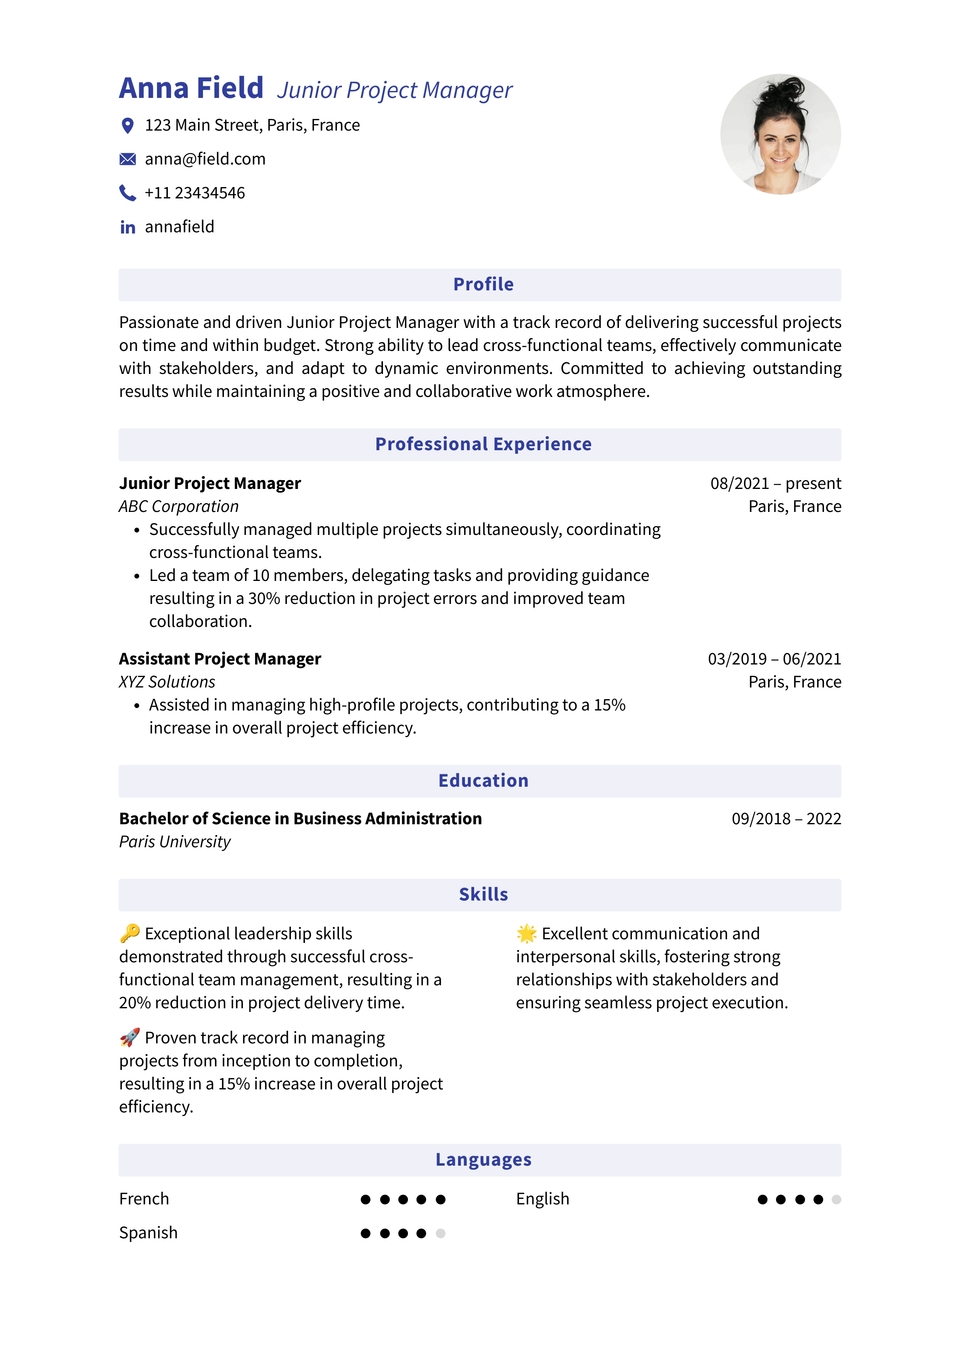 Anna Field Junior Project Manager
123 Main Street, Paris, France
anna@field.com
+11 23434546
annafield
Profile
Passionate and driven Junior Project Manager with a track record of delivering successful projects
on time and within budget. Strong ability to lead cross-functional teams, effectively communicate
with stakeholders, and adapt to dynamic environments. Committed to achieving outstanding
results while maintaining a positive and collaborative work atmosphere.
Professional Experience
Junior Project Manager 08/2021 – present
ABC Corporation Paris, France
• Successfully managed multiple projects simultaneously, coordinating
cross-functional teams.
• Led a team of 10 members, delegating tasks and providing guidance
resulting in a 30% reduction in project errors and improved team
collaboration.
Assistant Project Manager 03/2019 – 06/2021
XYZ Solutions Paris, France
• Assisted in managing high-profile projects, contributing to a 15%
increase in overall project efficiency.
Education
Bachelor of Science in Business Administration 09/2018 – 2022
Paris University
Skills
🔑 Exceptional leadership skills
demonstrated through successful cross-
functional team management, resulting in a
20% reduction in project delivery time.
🌟 Excellent communication and
interpersonal skills, fostering strong
relationships with stakeholders and
ensuring seamless project execution.
🚀 Proven track record in managing
projects from inception to completion,
resulting in a 15% increase in overall project
efficiency.
Languages
French
English
Spanish